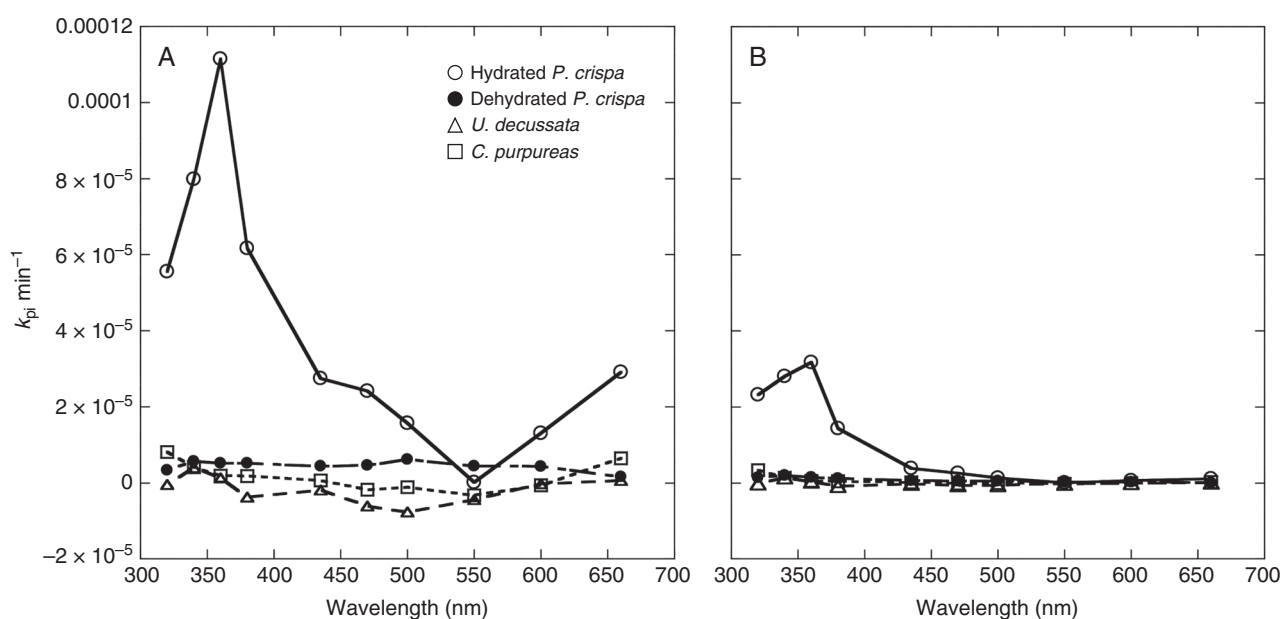 0.00012
0.0001
8 × 10⁻⁵
6 × 10⁻⁵
4 × 10⁻⁵
2 × 10⁻⁵
0
−2 × 10⁻⁵
kpi min⁻¹
A
Hydrated P. crispa
Dehydrated P. crispa
U. decussata
C. purpureas
300 350 400 450 500 550 600 650 700
Wavelength (nm)
B
300 350 400 450 500 550 600 650 700
Wavelength (nm)